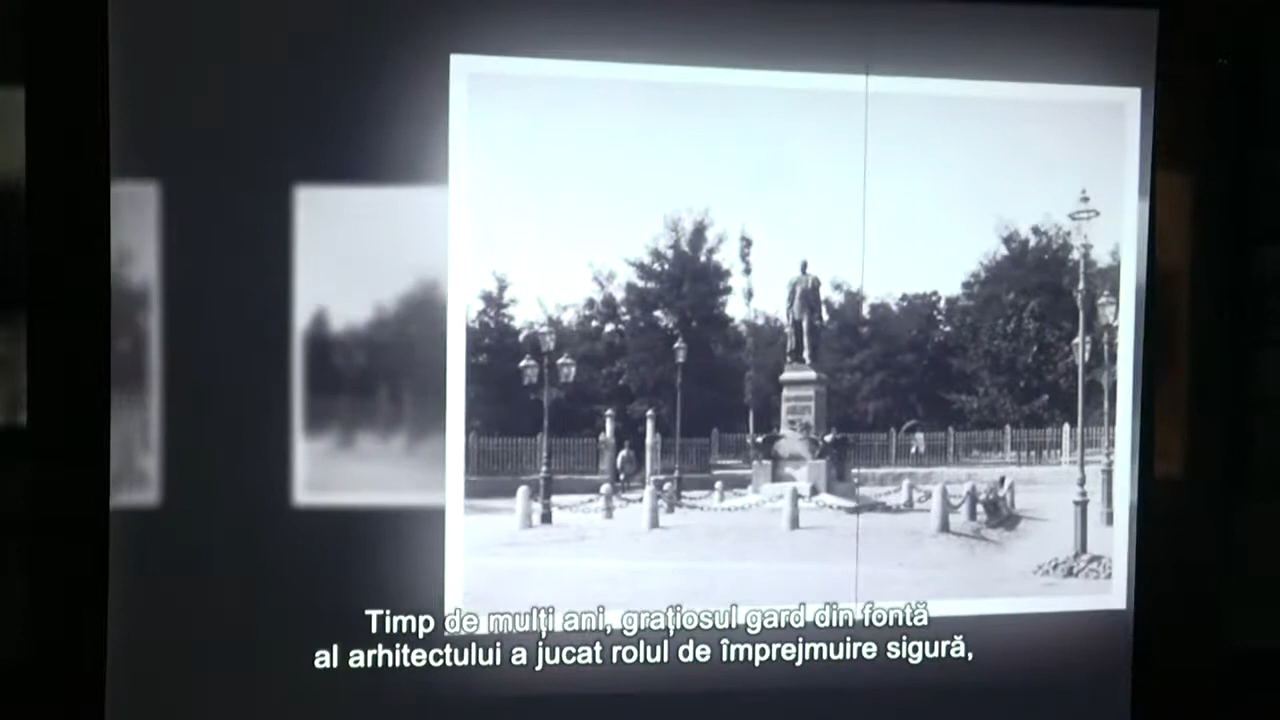 Timp de mulți ani, grațiosul gard din fontă
al arhitectului a jucat rolul de împrejmuire sigură,